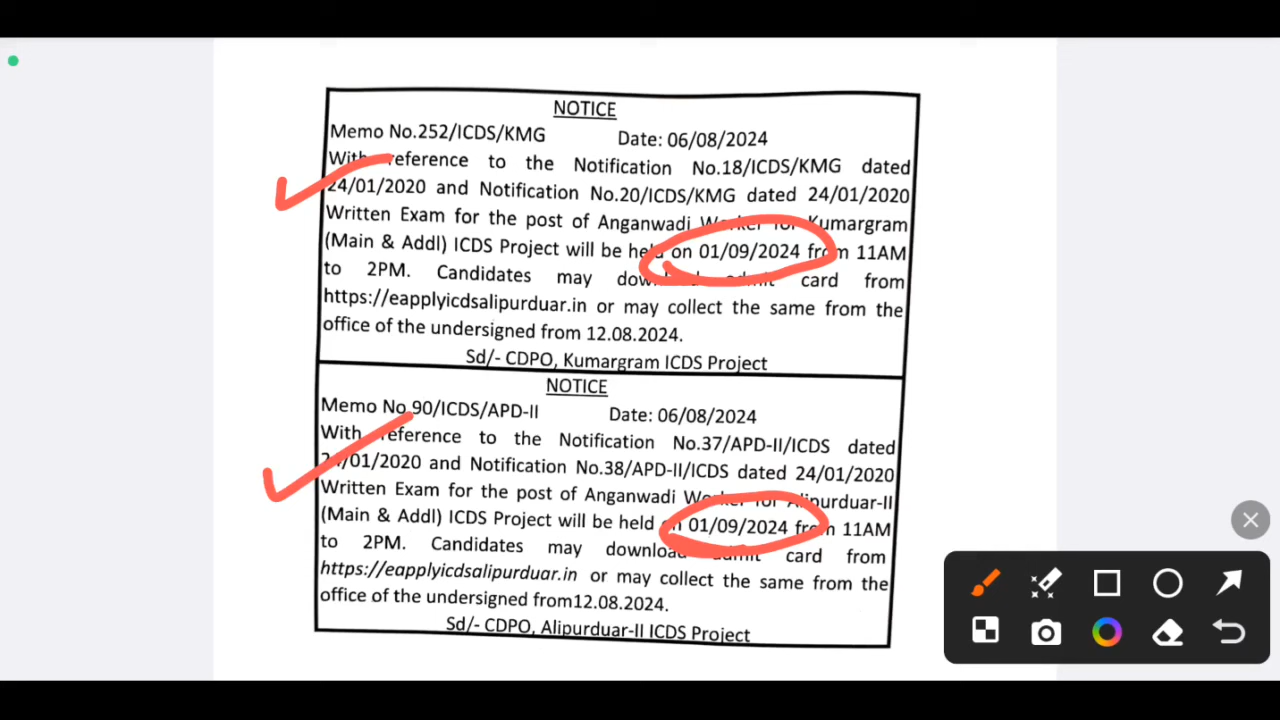 NOTICE
Memo No.252/ICDS/KMG Date: 06/08/2024
With reference to the Notification No.18/ICDS/KMG dated
24/01/2020 and Notification No.20/ICDS/KMG dated 24/01/2020
Written Exam for the post of Anganwadi Worker for Kumargram
(Main & Addl) ICDS Project will be held on 01/09/2024 from 11AM
to 2PM. Candidates may download admit card from
https://eapplyicdsalipurduar.in or may collect the same from the
office of the undersigned from 12.08.2024.
Sd/- CDPO, Kumargram ICDS Project
NOTICE
Memo No 90/ICDS/APD-II Date: 06/08/2024
With reference to the Notification No.37/APD-II/ICDS dated
24/01/2020 and Notification No.38/APD-II/ICDS dated 24/01/2020
Written Exam for the post of Anganwadi Worker for Alipurduar-II
(Main & Addl) ICDS Project will be held on 01/09/2024 from 11AM
to 2PM. Candidates may download admit card from
https://eapplyicdsalipurduar.in or may collect the same from the
office of the undersigned from12.08.2024.
Sd/- CDPO, Alipurduar-II ICDS Project